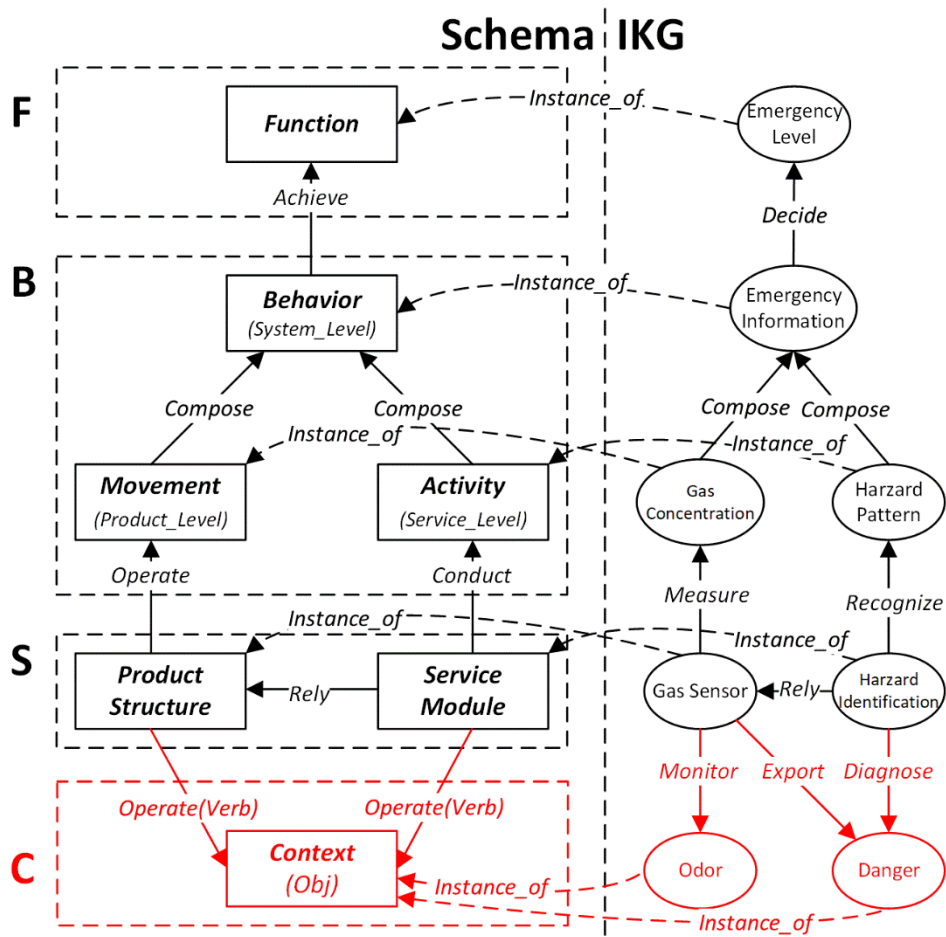 Schema IKG
F
Function
Instance_of
Emergency
Level
Achieve
Decide
B
Behavior
(System_Level)
Instance_of
Emergency
Information
Compose
Compose
Instance_of
Compose
Compose
Instance_of
Movement
(Product_Level)
Activity
(Service_Level)
Gas
Concentration
Harzard
Pattern
Operate
Conduct
Measure
Recognize
Instance_of
Instance_of
S
Product
Structure
Rely
Service
Module
Gas Sensor
Rely
Harzard
Identification
Monitor
Export
Diagnose
Operate(Verb)
Operate(Verb)
C
Context
(Obj)
Instance_of
Odor
Danger
Instance_of